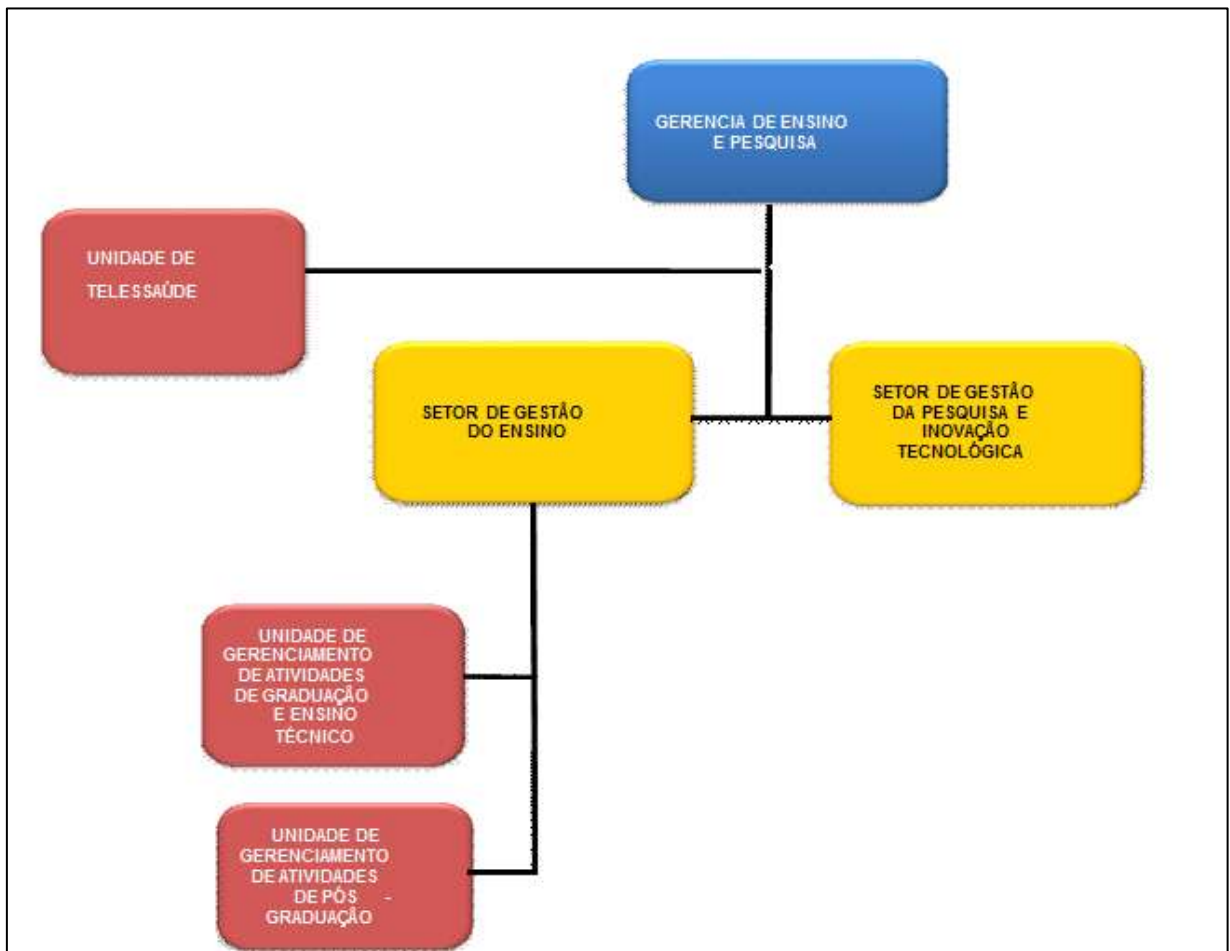 GERENCIA DE ENSINO
E PESQUISA
UNIDADE DE
TELESSAÚDE
SETOR DE GESTÃO
DO ENSINO
SETOR DE GESTÃO
DA PESQUISA E
INOVAÇÃO
TECNOLÓGICA
UNIDADE DE
GERENCIAMENTO
DE ATIVIDADES
DE GRADUAÇÃO
E ENSINO
TÉCNICO
UNIDADE DE
GERENCIAMENTO
DE ATIVIDADES
DE PÓS -
GRADUAÇÃO